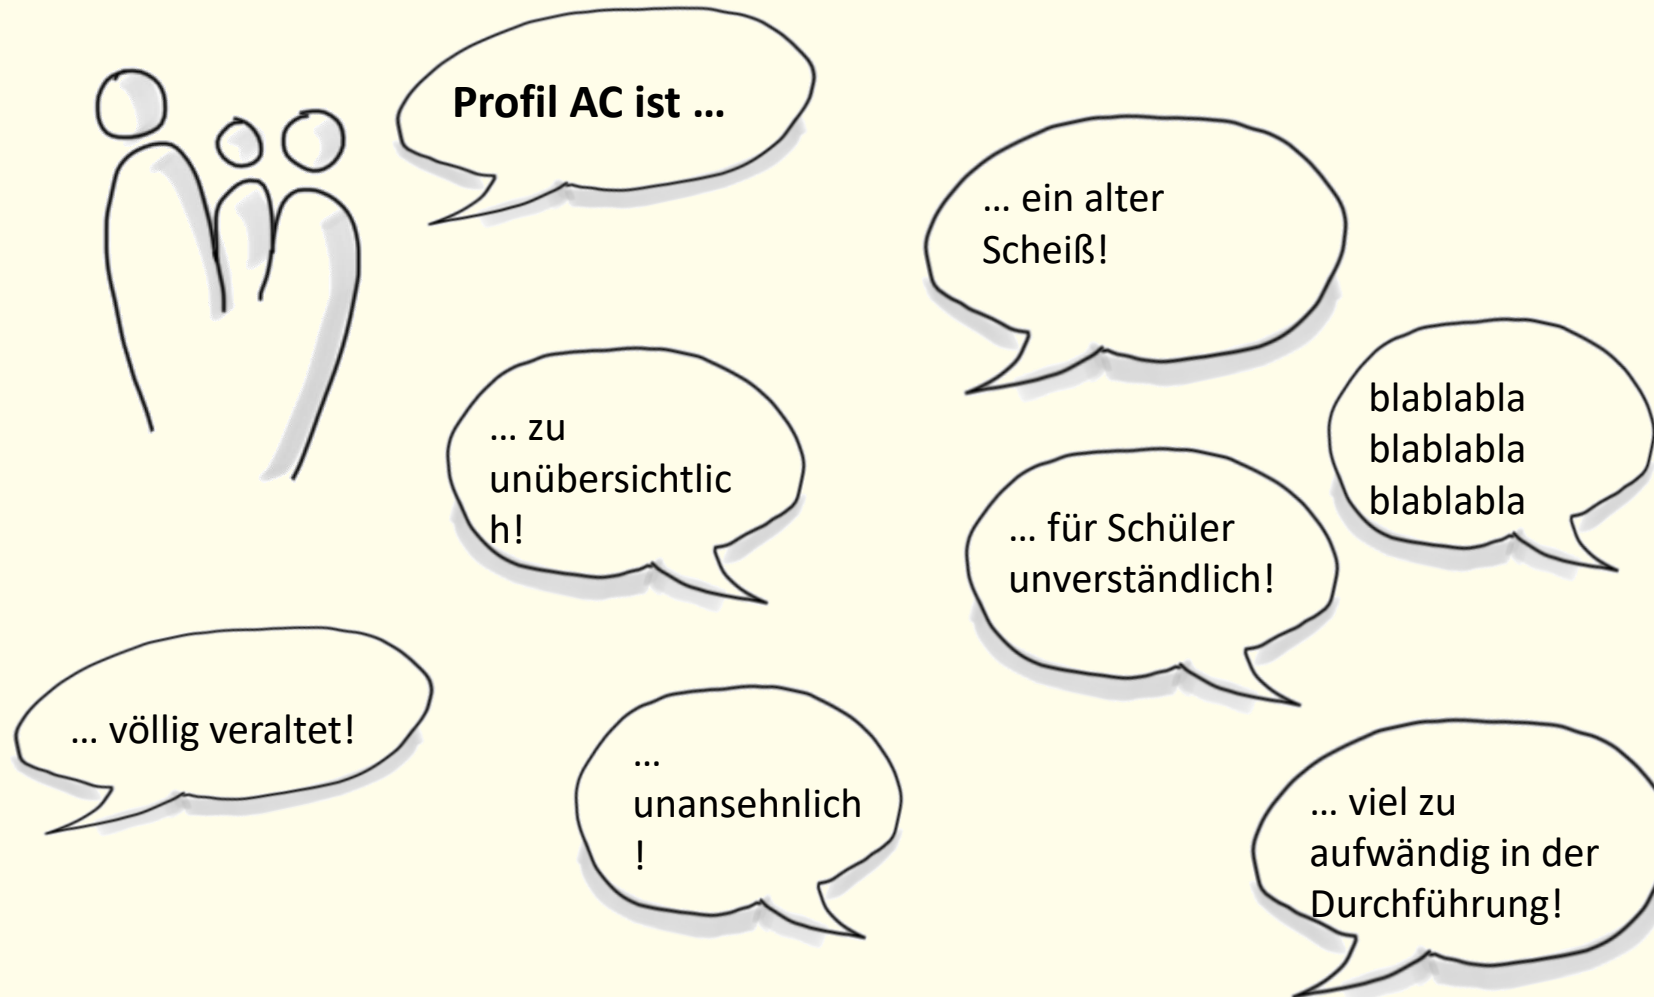 Profil AC ist ...
... ein alter
Scheiß!
blablabla
blablabla
blablabla
... zu
unübersichtlic
h!
... für Schüler
unverständlich!
... völlig veraltet!
...
unansehnlich
!
... viel zu
aufwändig in der
Durchführung!